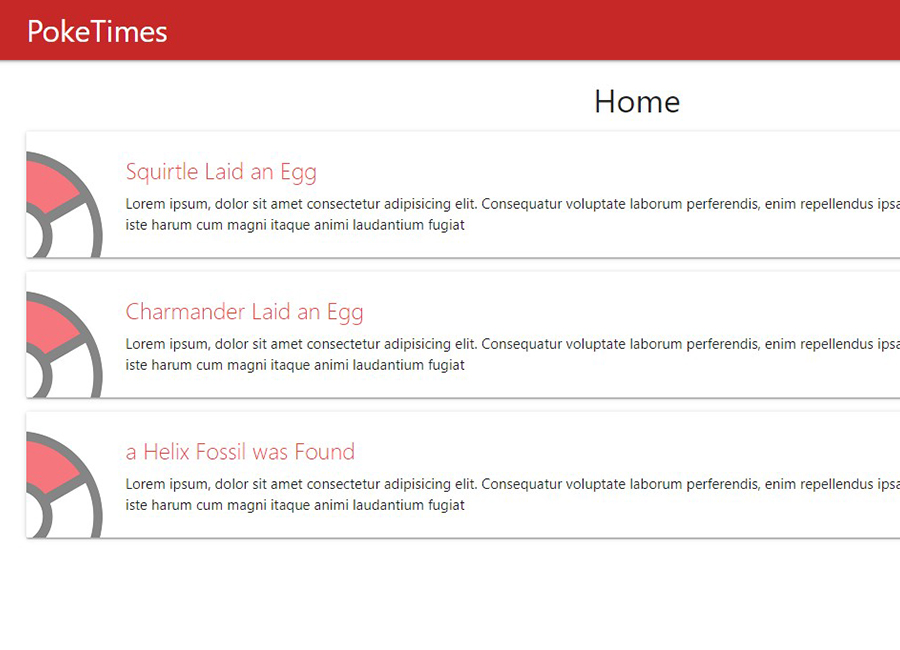 PokeTimes
Home
Squirtle Laid an Egg
Lorem ipsum, dolor sit amet consectetur adipisicing elit. Consequatur voluptate laborum perferendis, enim repellendus ipsa
iste harum cum magni itaque animi laudantium fugiat
Charmander Laid an Egg
Lorem ipsum, dolor sit amet consectetur adipisicing elit. Consequatur voluptate laborum perferendis, enim repellendus ipsa
iste harum cum magni itaque animi laudantium fugiat
a Helix Fossil was Found
Lorem ipsum, dolor sit amet consectetur adipisicing elit. Consequatur voluptate laborum perferendis, enim repellendus ipsa
iste harum cum magni itaque animi laudantium fugiat